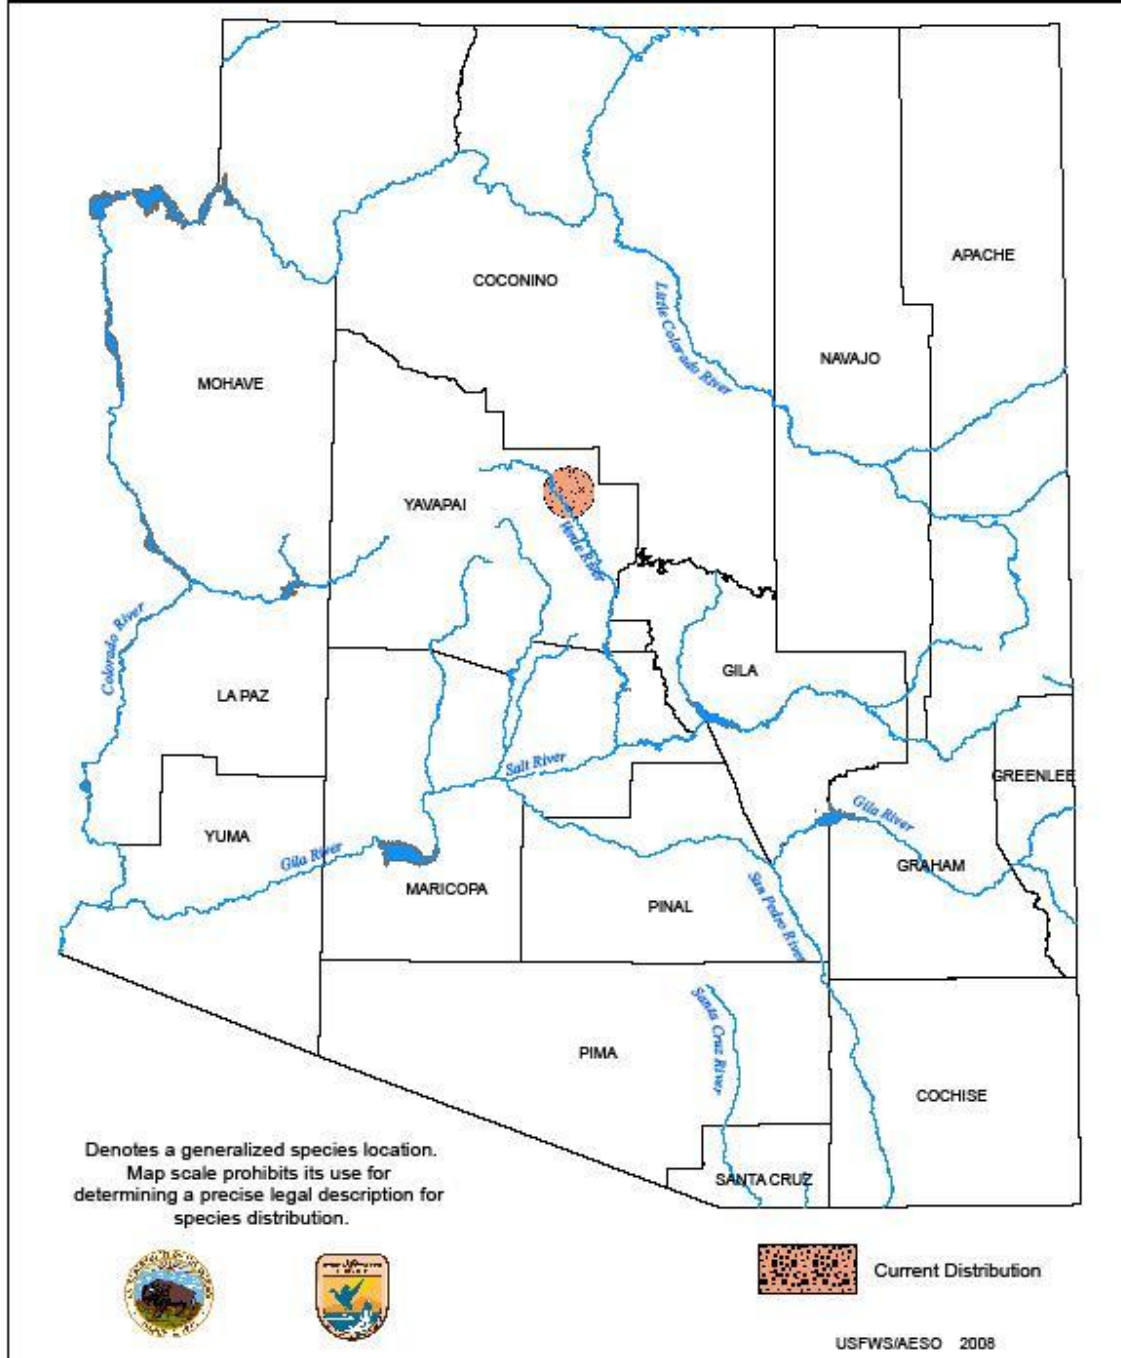 APACHE
COCONINO
Little Colorado River
NAVAJO
MOHAVE
YAVAPAI
Verde River
Colorado River
GILA
LA PAZ
Salt River
GREENLEE
Gila River
YUMA
Gila River
GRAHAM
MARICOPA
PINAL
San Pedro River
Santa Cruz River
PIMA
COCHISE
SANTA CRUZ
Denotes a generalized species location.
Map scale prohibits its use for
determining a precise legal description for
species distribution.
Current Distribution
USFWS/AESO 2008